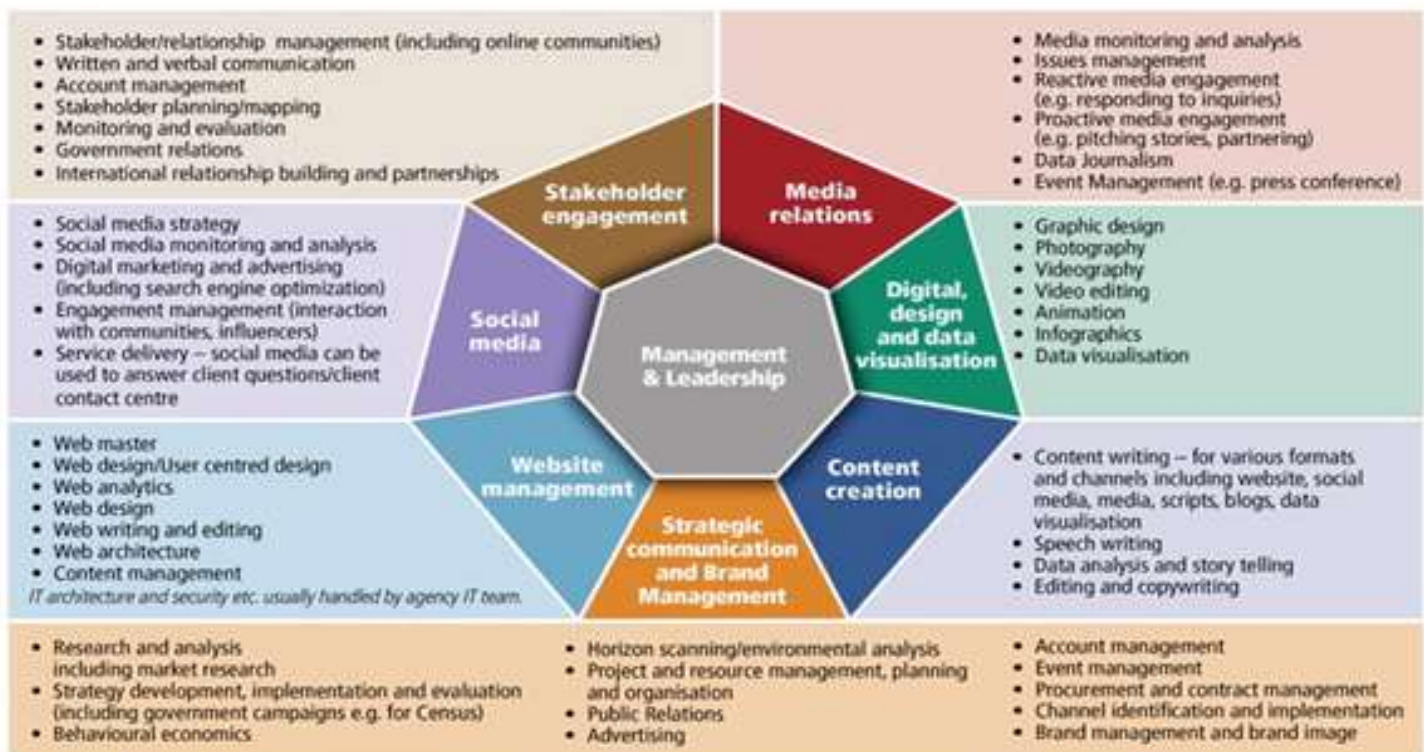 • Stakeholder/relationship management (including online communities)
• Written and verbal communication
• Account management
• Stakeholder planning/mapping
• Monitoring and evaluation
• Government relations
• International relationship building and partnerships
• Media monitoring and analysis
• Issues management
• Reactive media engagement
(e.g. responding to inquiries)
• Proactive media engagement
(e.g. pitching stories, partnering)
• Data Journalism
• Event Management (e.g. press conference)
Stakeholder
engagement
Media
relations
• Social media strategy
• Social media monitoring and analysis
• Digital marketing and advertising
(including search engine optimization)
• Engagement management (interaction
with communities, influencers)
• Service delivery – social media can be
used to answer client questions/client
contact centre
Social
media
Management
& Leadership
Digital,
design
and data
visualisation
• Graphic design
• Photography
• Videography
• Video editing
• Animation
• Infographics
• Data visualisation
• Web master
• Web design/User centred design
• Web analytics
• Web design
• Web writing and editing
• Web architecture
• Content management
IT architecture and security etc. usually handled by agency IT team.
Website
management
Strategic
communication
and Brand
Management
Content
creation
• Content writing – for various formats
and channels including website, social
media, media, scripts, blogs, data
visualisation
• Speech writing
• Data analysis and story telling
• Editing and copywriting
• Research and analysis
including market research
• Strategy development, implementation and evaluation
(including government campaigns e.g. for Census)
• Behavioural economics
• Horizon scanning/environmental analysis
• Project and resource management, planning
and organisation
• Public Relations
• Advertising
• Account management
• Event management
• Procurement and contract management
• Channel identification and implementation
• Brand management and brand image